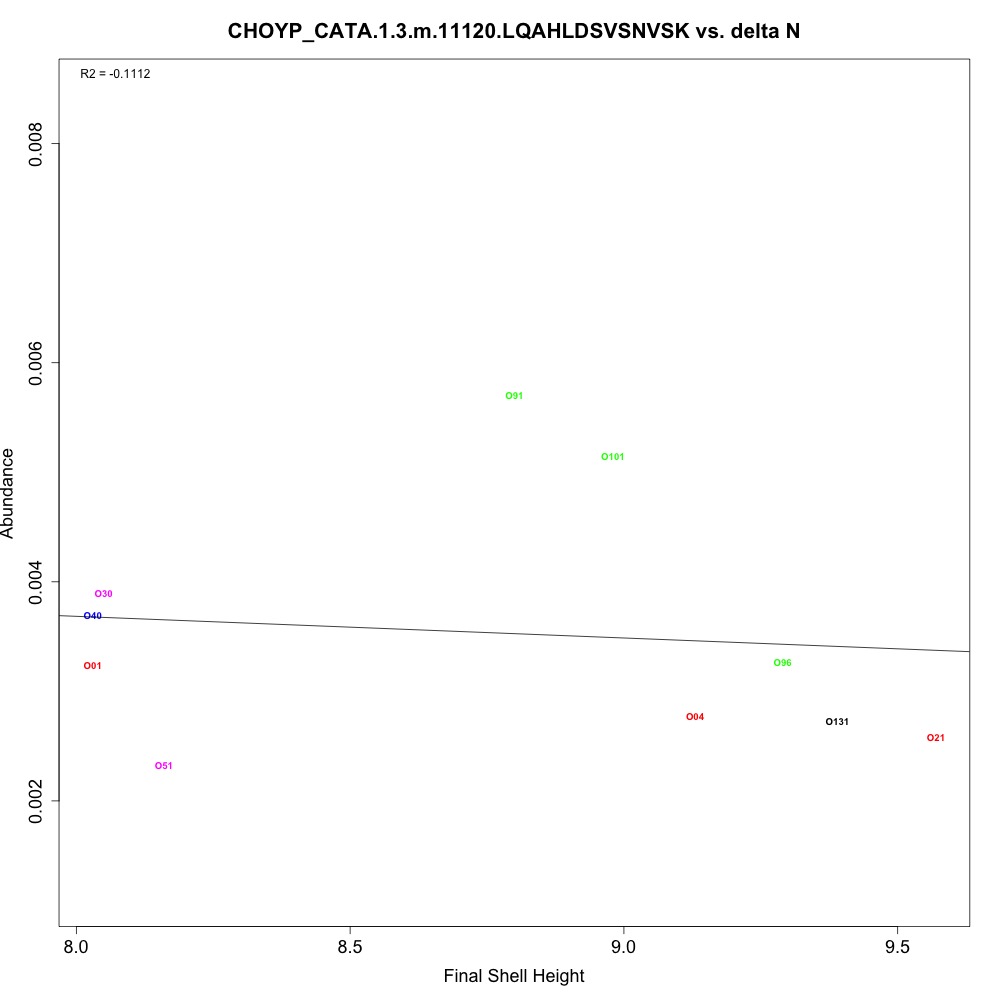 CHOYP_CATA.1.3.m.11120.LQAHLDSVSNVSK vs. delta N
R2 = -0.1112
0.008
0.006
0.004
0.002
Abundance
O91
O101
O30
O40
O01
O96
O04
O131
O21
O51
8.0 8.5 9.0 9.5
Final Shell Height